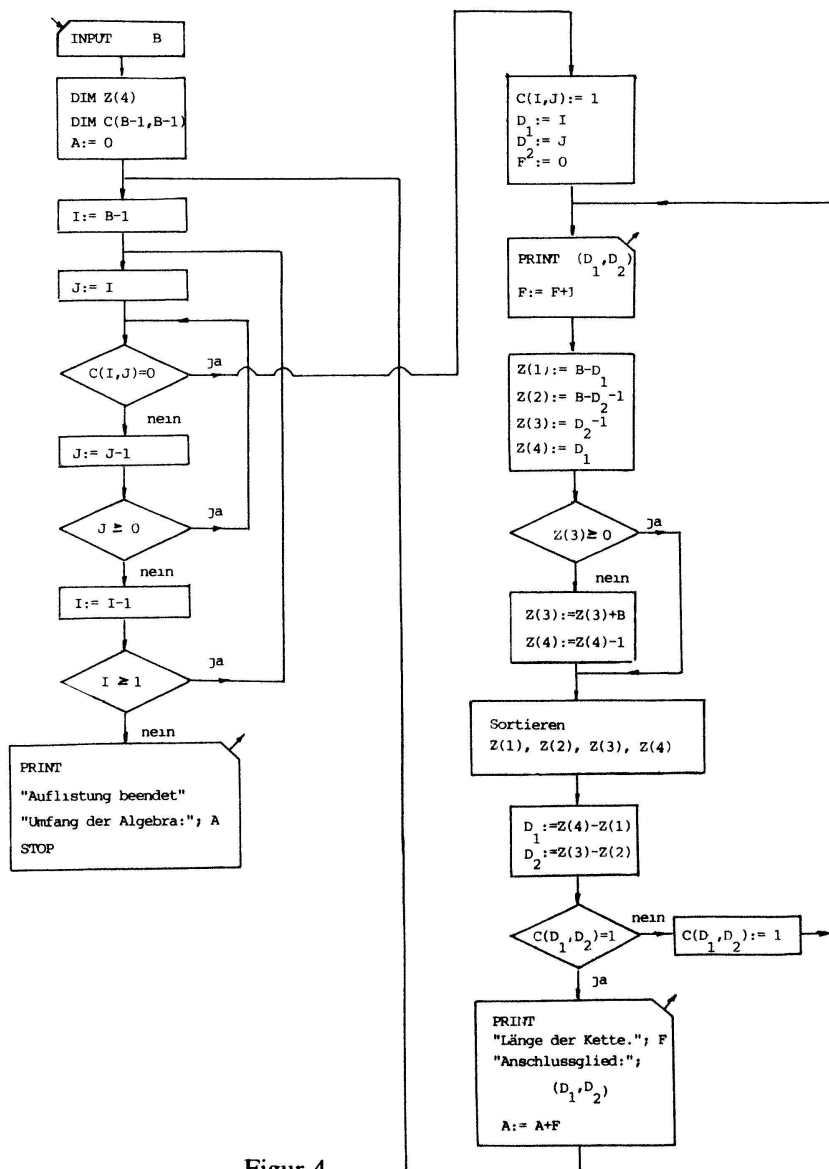 INPUT B
DIM Z(4)
DIM C(B-1,B-1)
A:= 0
I:= B-1
J:= I
C(I,J)=0
ja
nein
J:= J-1
J ≥ 0
ja
nein
I:= I-1
I ≥ 1
ja
nein
PRINT
"Auflistung beendet"
"Umfang der Algebra:"; A
STOP
C(I,J):= 1
D₁:= I
D₂:= J
F:= 0
PRINT (D₁,D₂)
F:= F+1
Z(1):= B-D₁
Z(2):= B-D₂-1
Z(3):= D₂-1
Z(4):= D₁
Z(3)≥ 0
ja
nein
Z(3):=Z(3)+B
Z(4):=Z(4)-1
Sortieren
Z(1), Z(2), Z(3), Z(4)
D₁:=Z(4)-Z(1)
D₂:=Z(3)-Z(2)
C(D₁,D₂)=1
nein
C(D₁,D₂):= 1
ja
PRINT
"Länge der Kette."; F
"Anschlussglied:";
(D₁,D₂)
A:= A+F
Figur 4